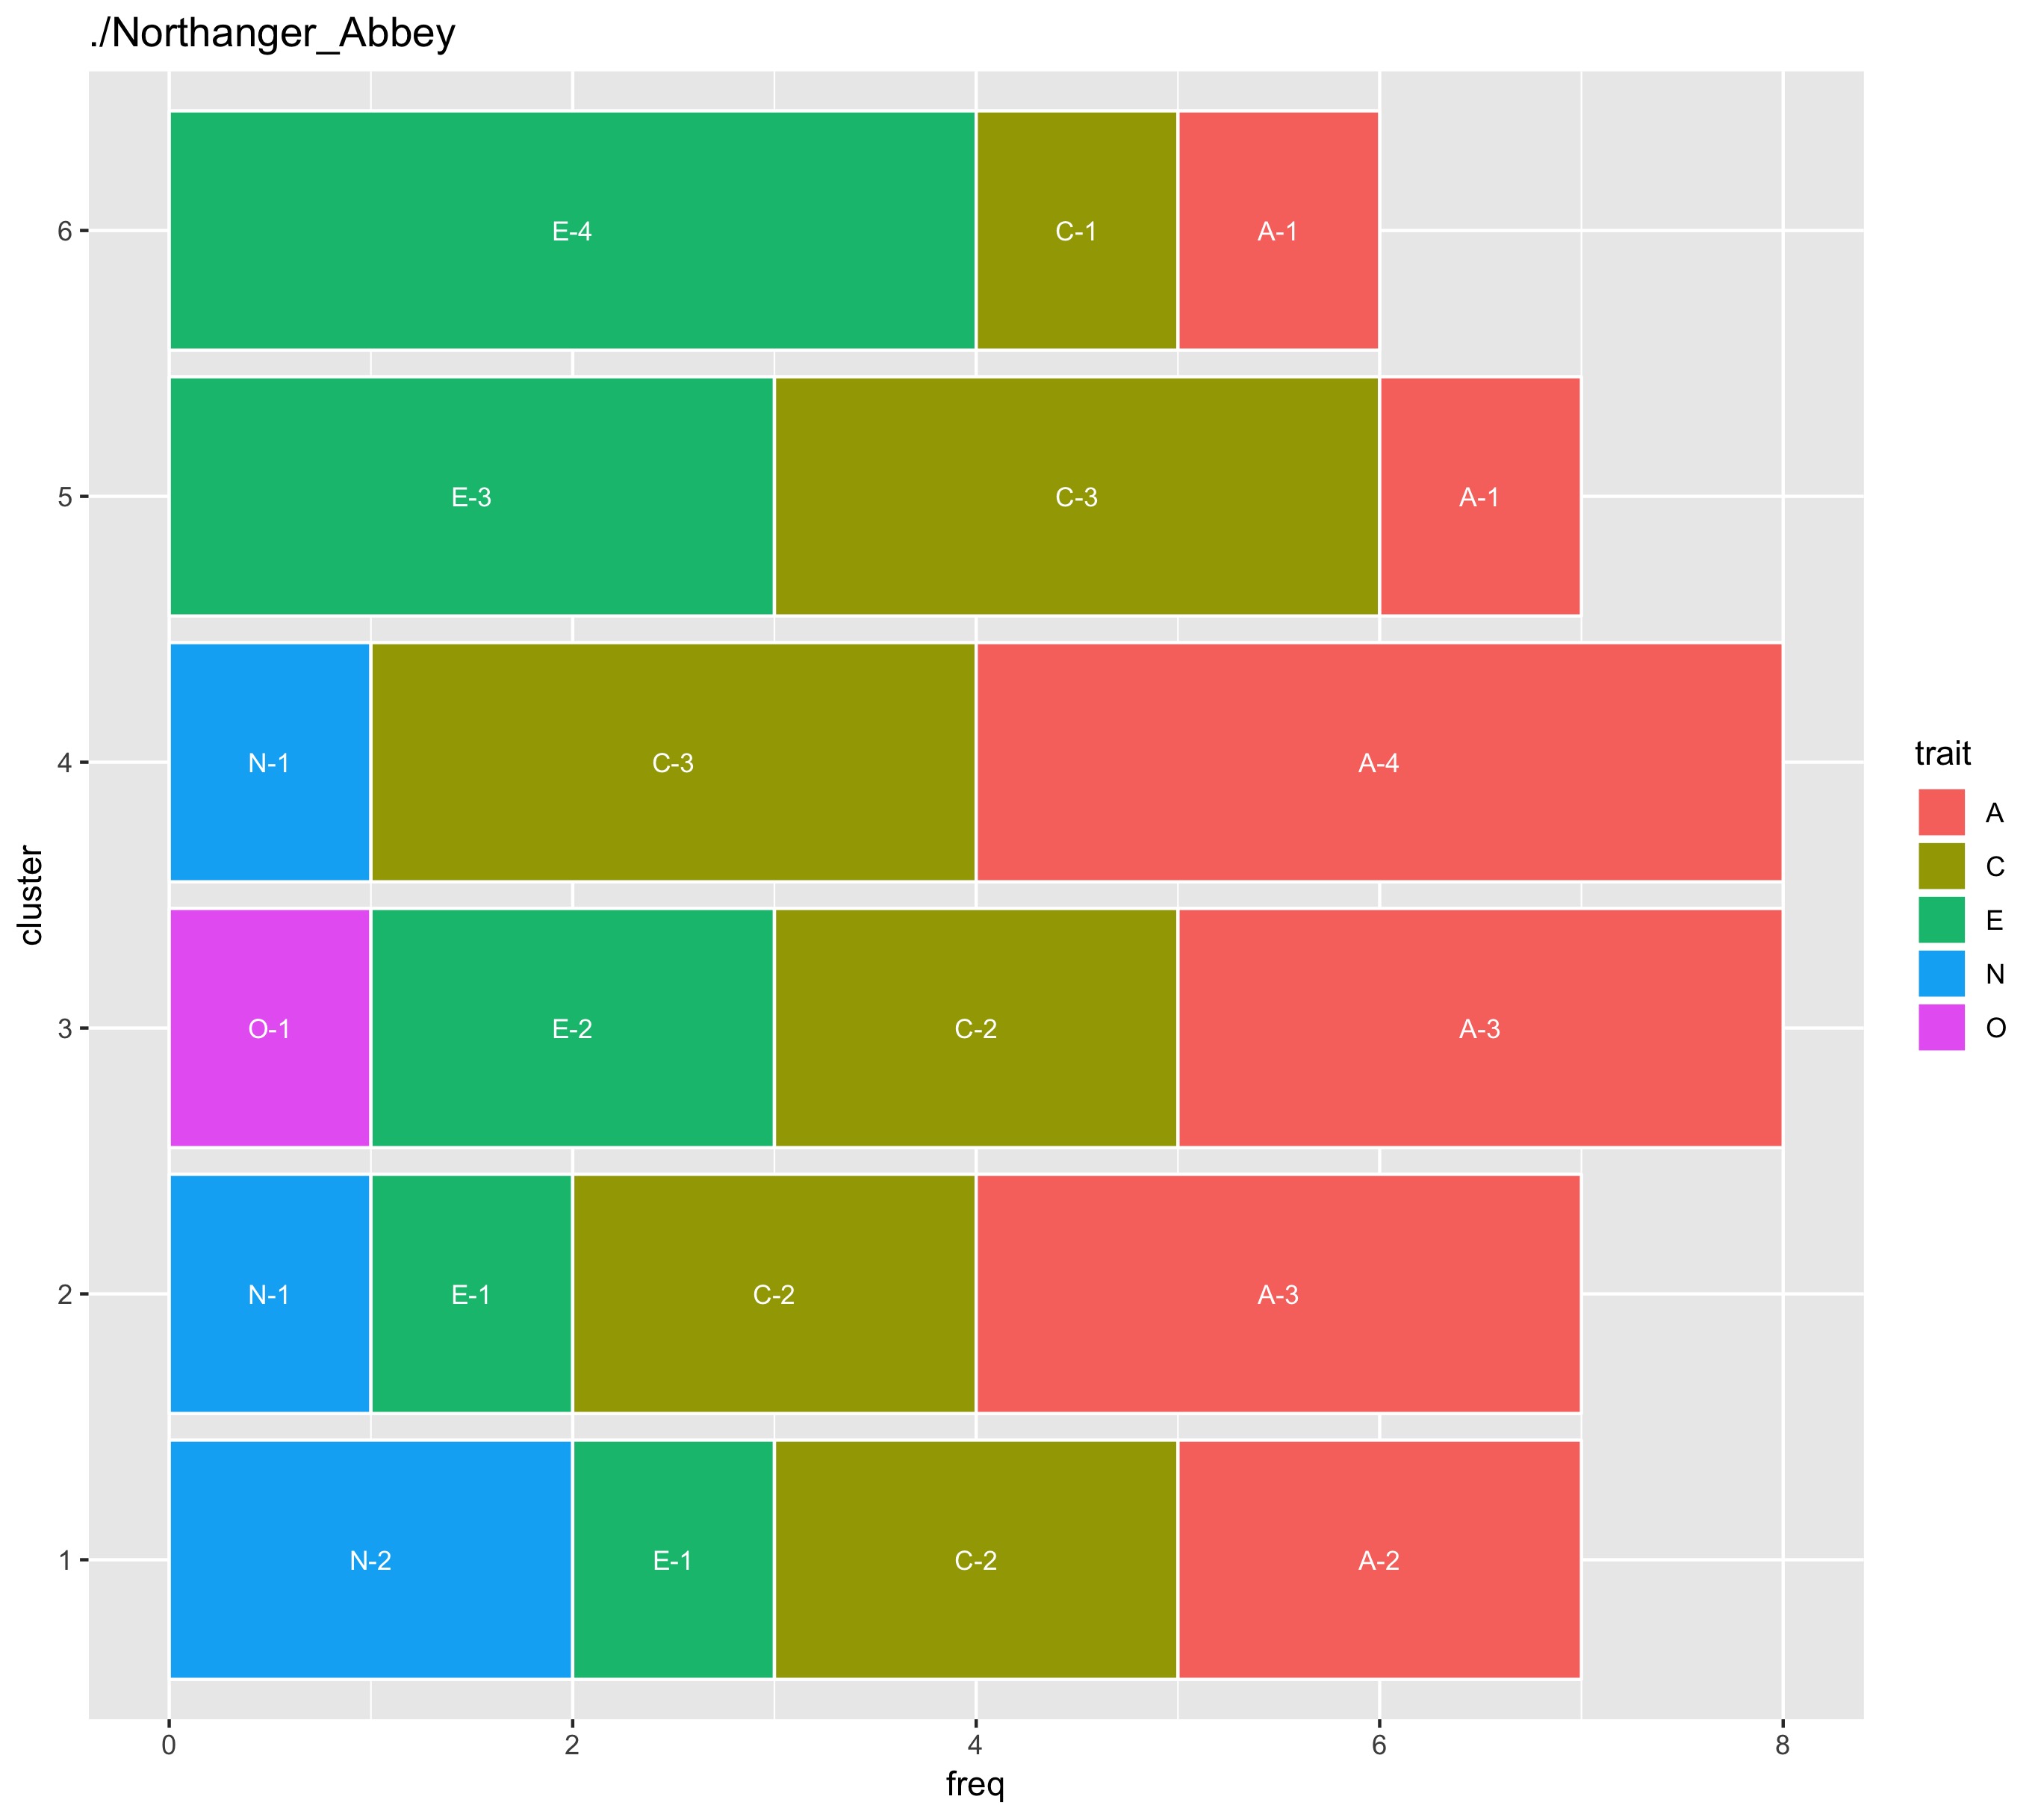 ./Northanger_Abbey
6
E-4 C-1 A-1
5
E-3 C-3 A-1
4
N-1 C-3 A-4
3
O-1 E-2 C-2 A-3
2
N-1 E-1 C-2 A-3
1
N-2 E-1 C-2 A-2
cluster
0 2 4 6 8
freq
trait
A
C
E
N
O